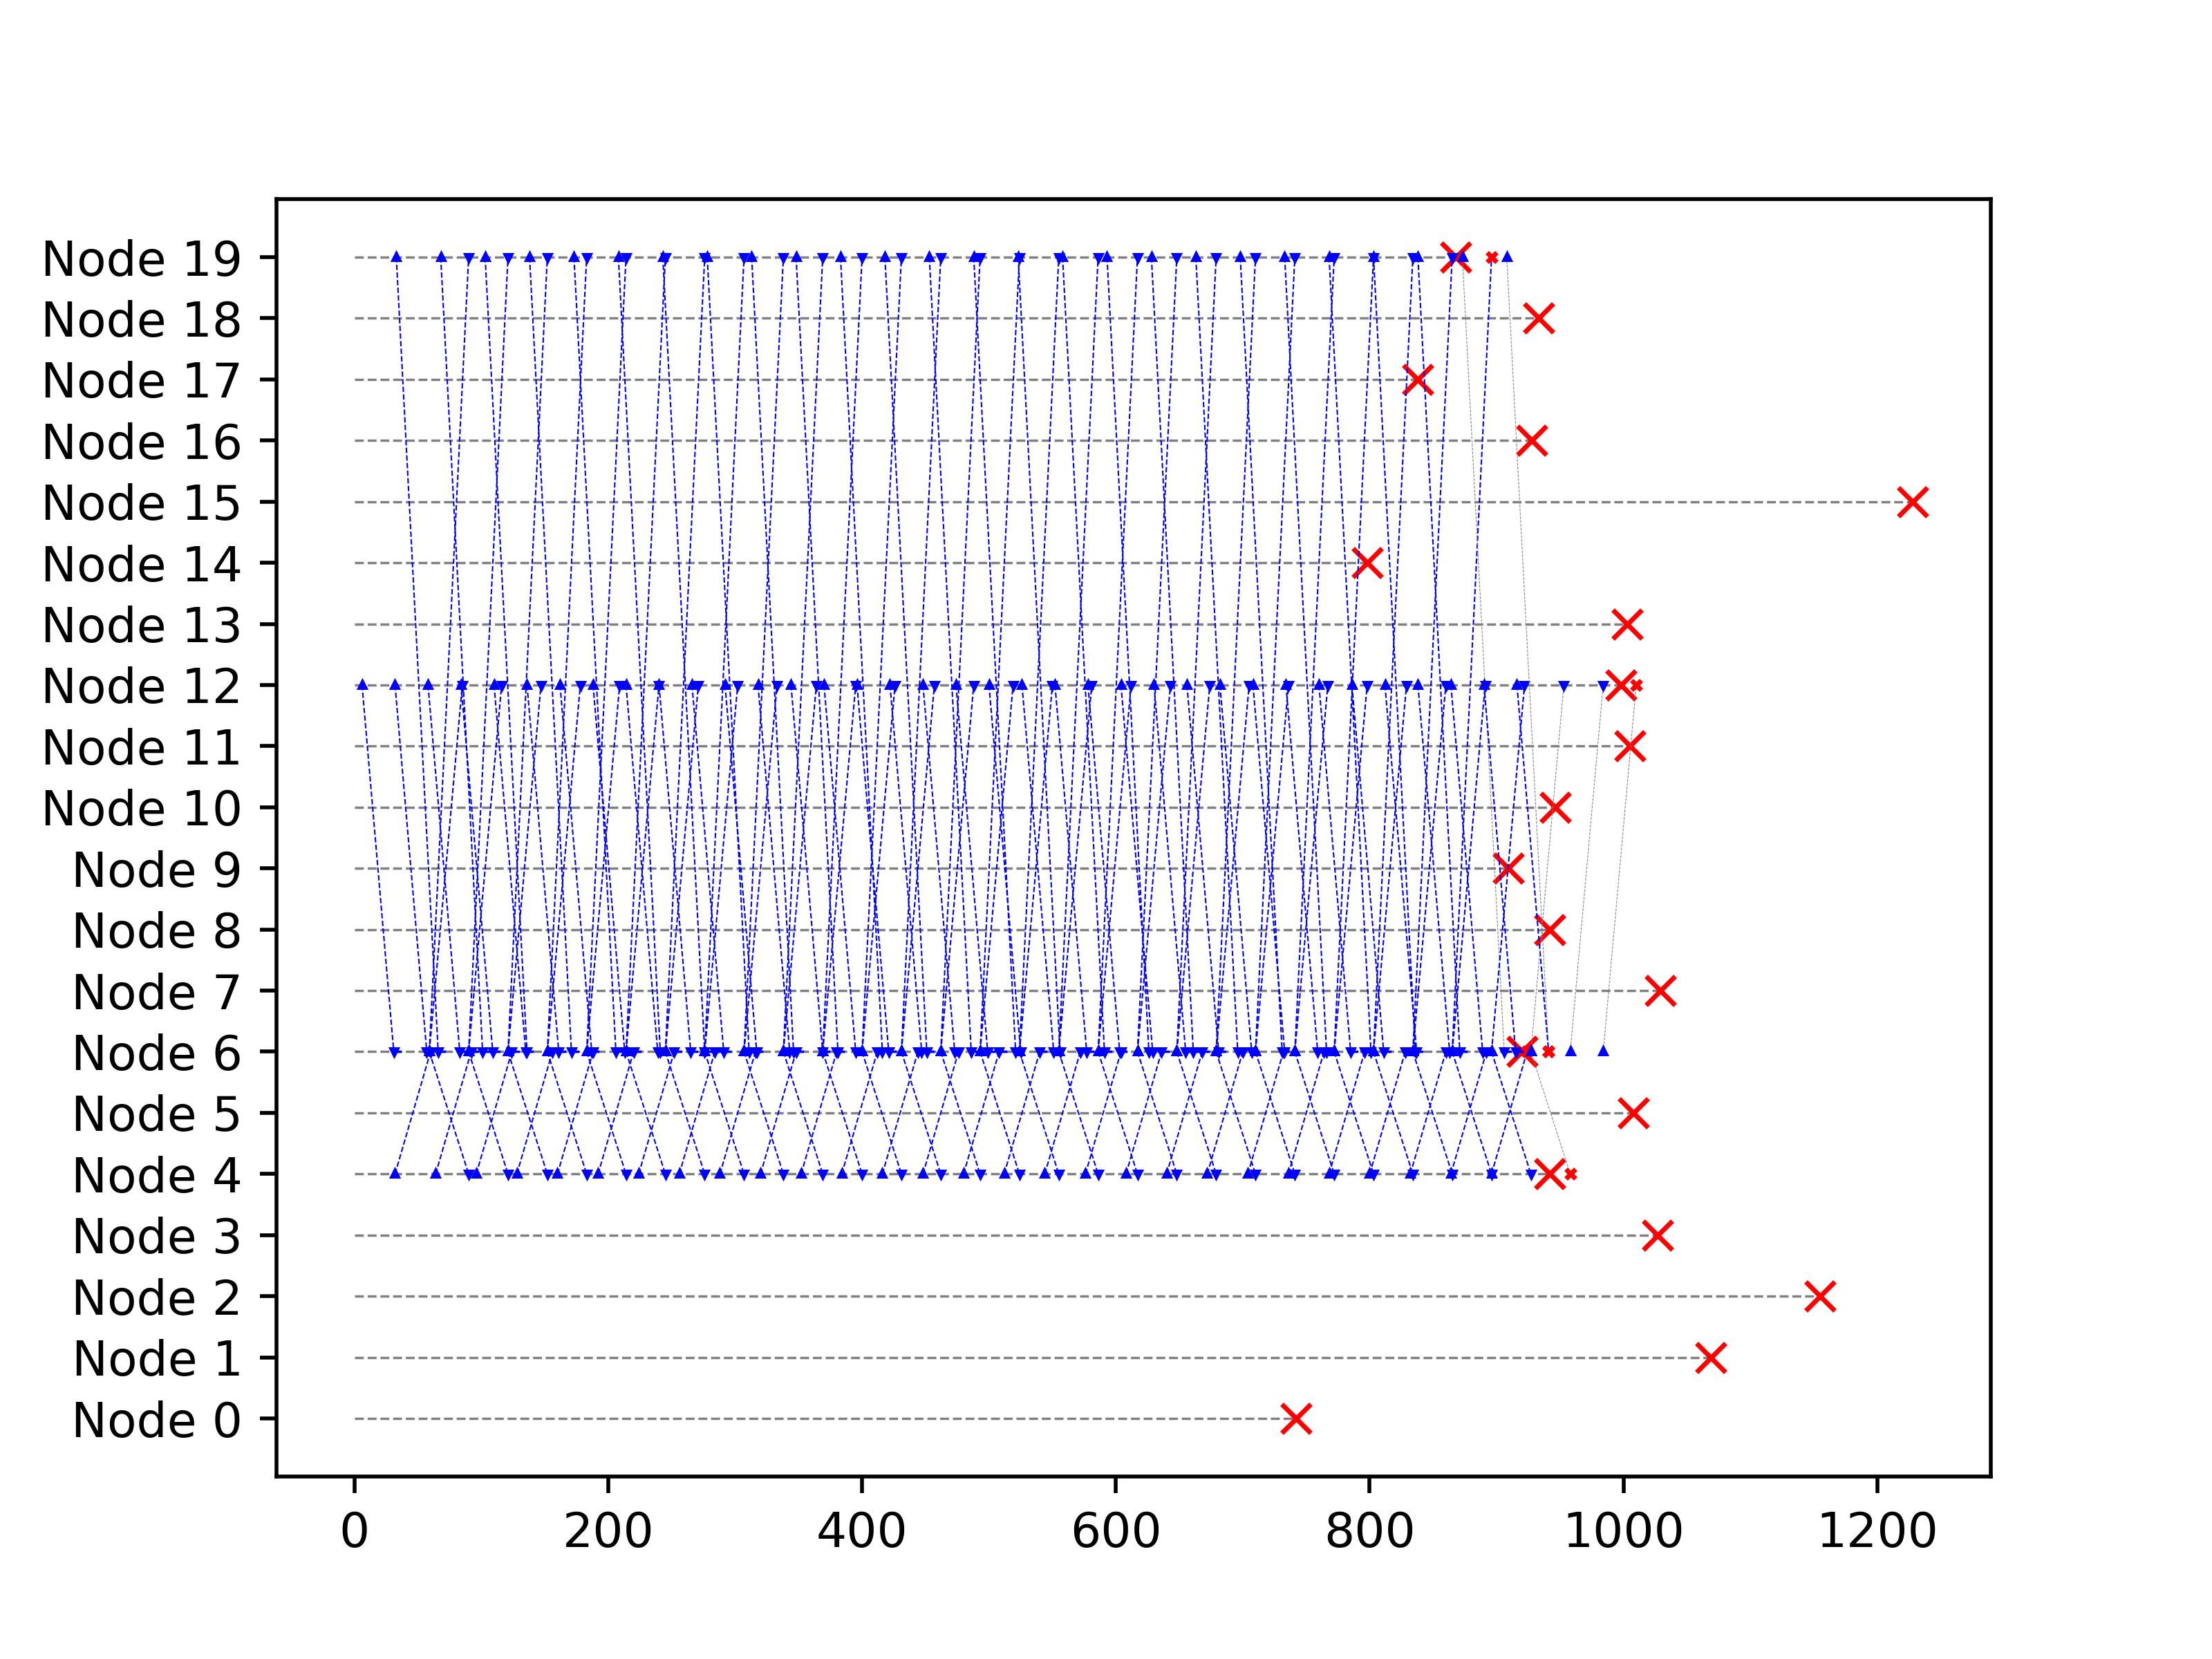 Node 19
Node 18
Node 17
Node 16
Node 15
Node 14
Node 13
Node 12
Node 11
Node 10
Node 9
Node 8
Node 7
Node 6
Node 5
Node 4
Node 3
Node 2
Node 1
Node 0
0 200 400 600 800 1000 1200